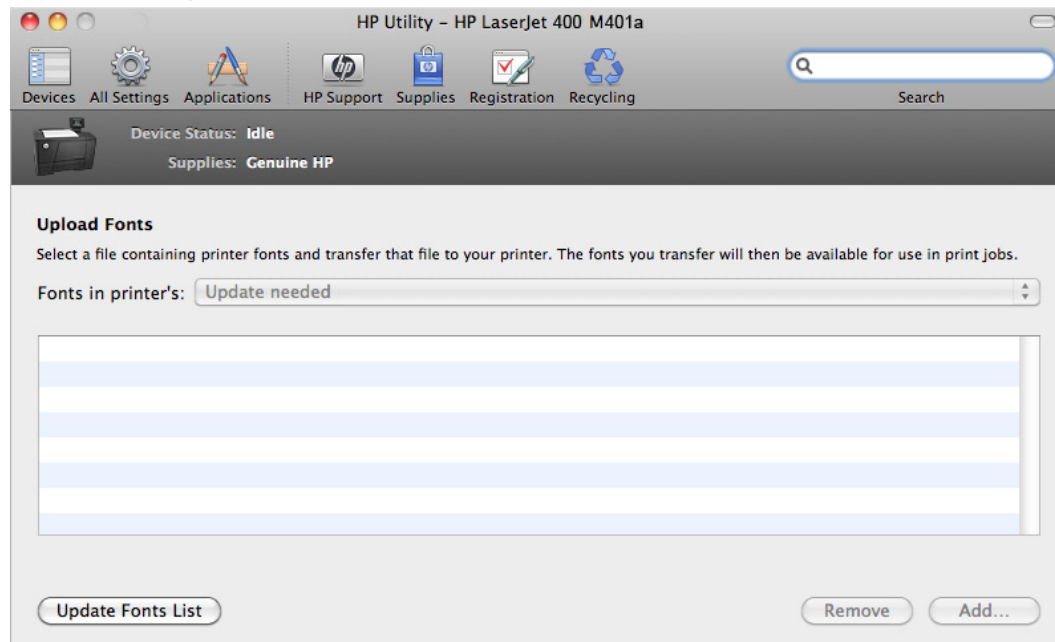 HP Utility – HP LaserJet 400 M401a
Devices All Settings Applications HP Support Supplies Registration Recycling Search
Device Status: Idle
Supplies: Genuine HP
Upload Fonts
Select a file containing printer fonts and transfer that file to your printer. The fonts you transfer will then be available for use in print jobs.
Fonts in printer's: Update needed
Update Fonts List Remove Add...